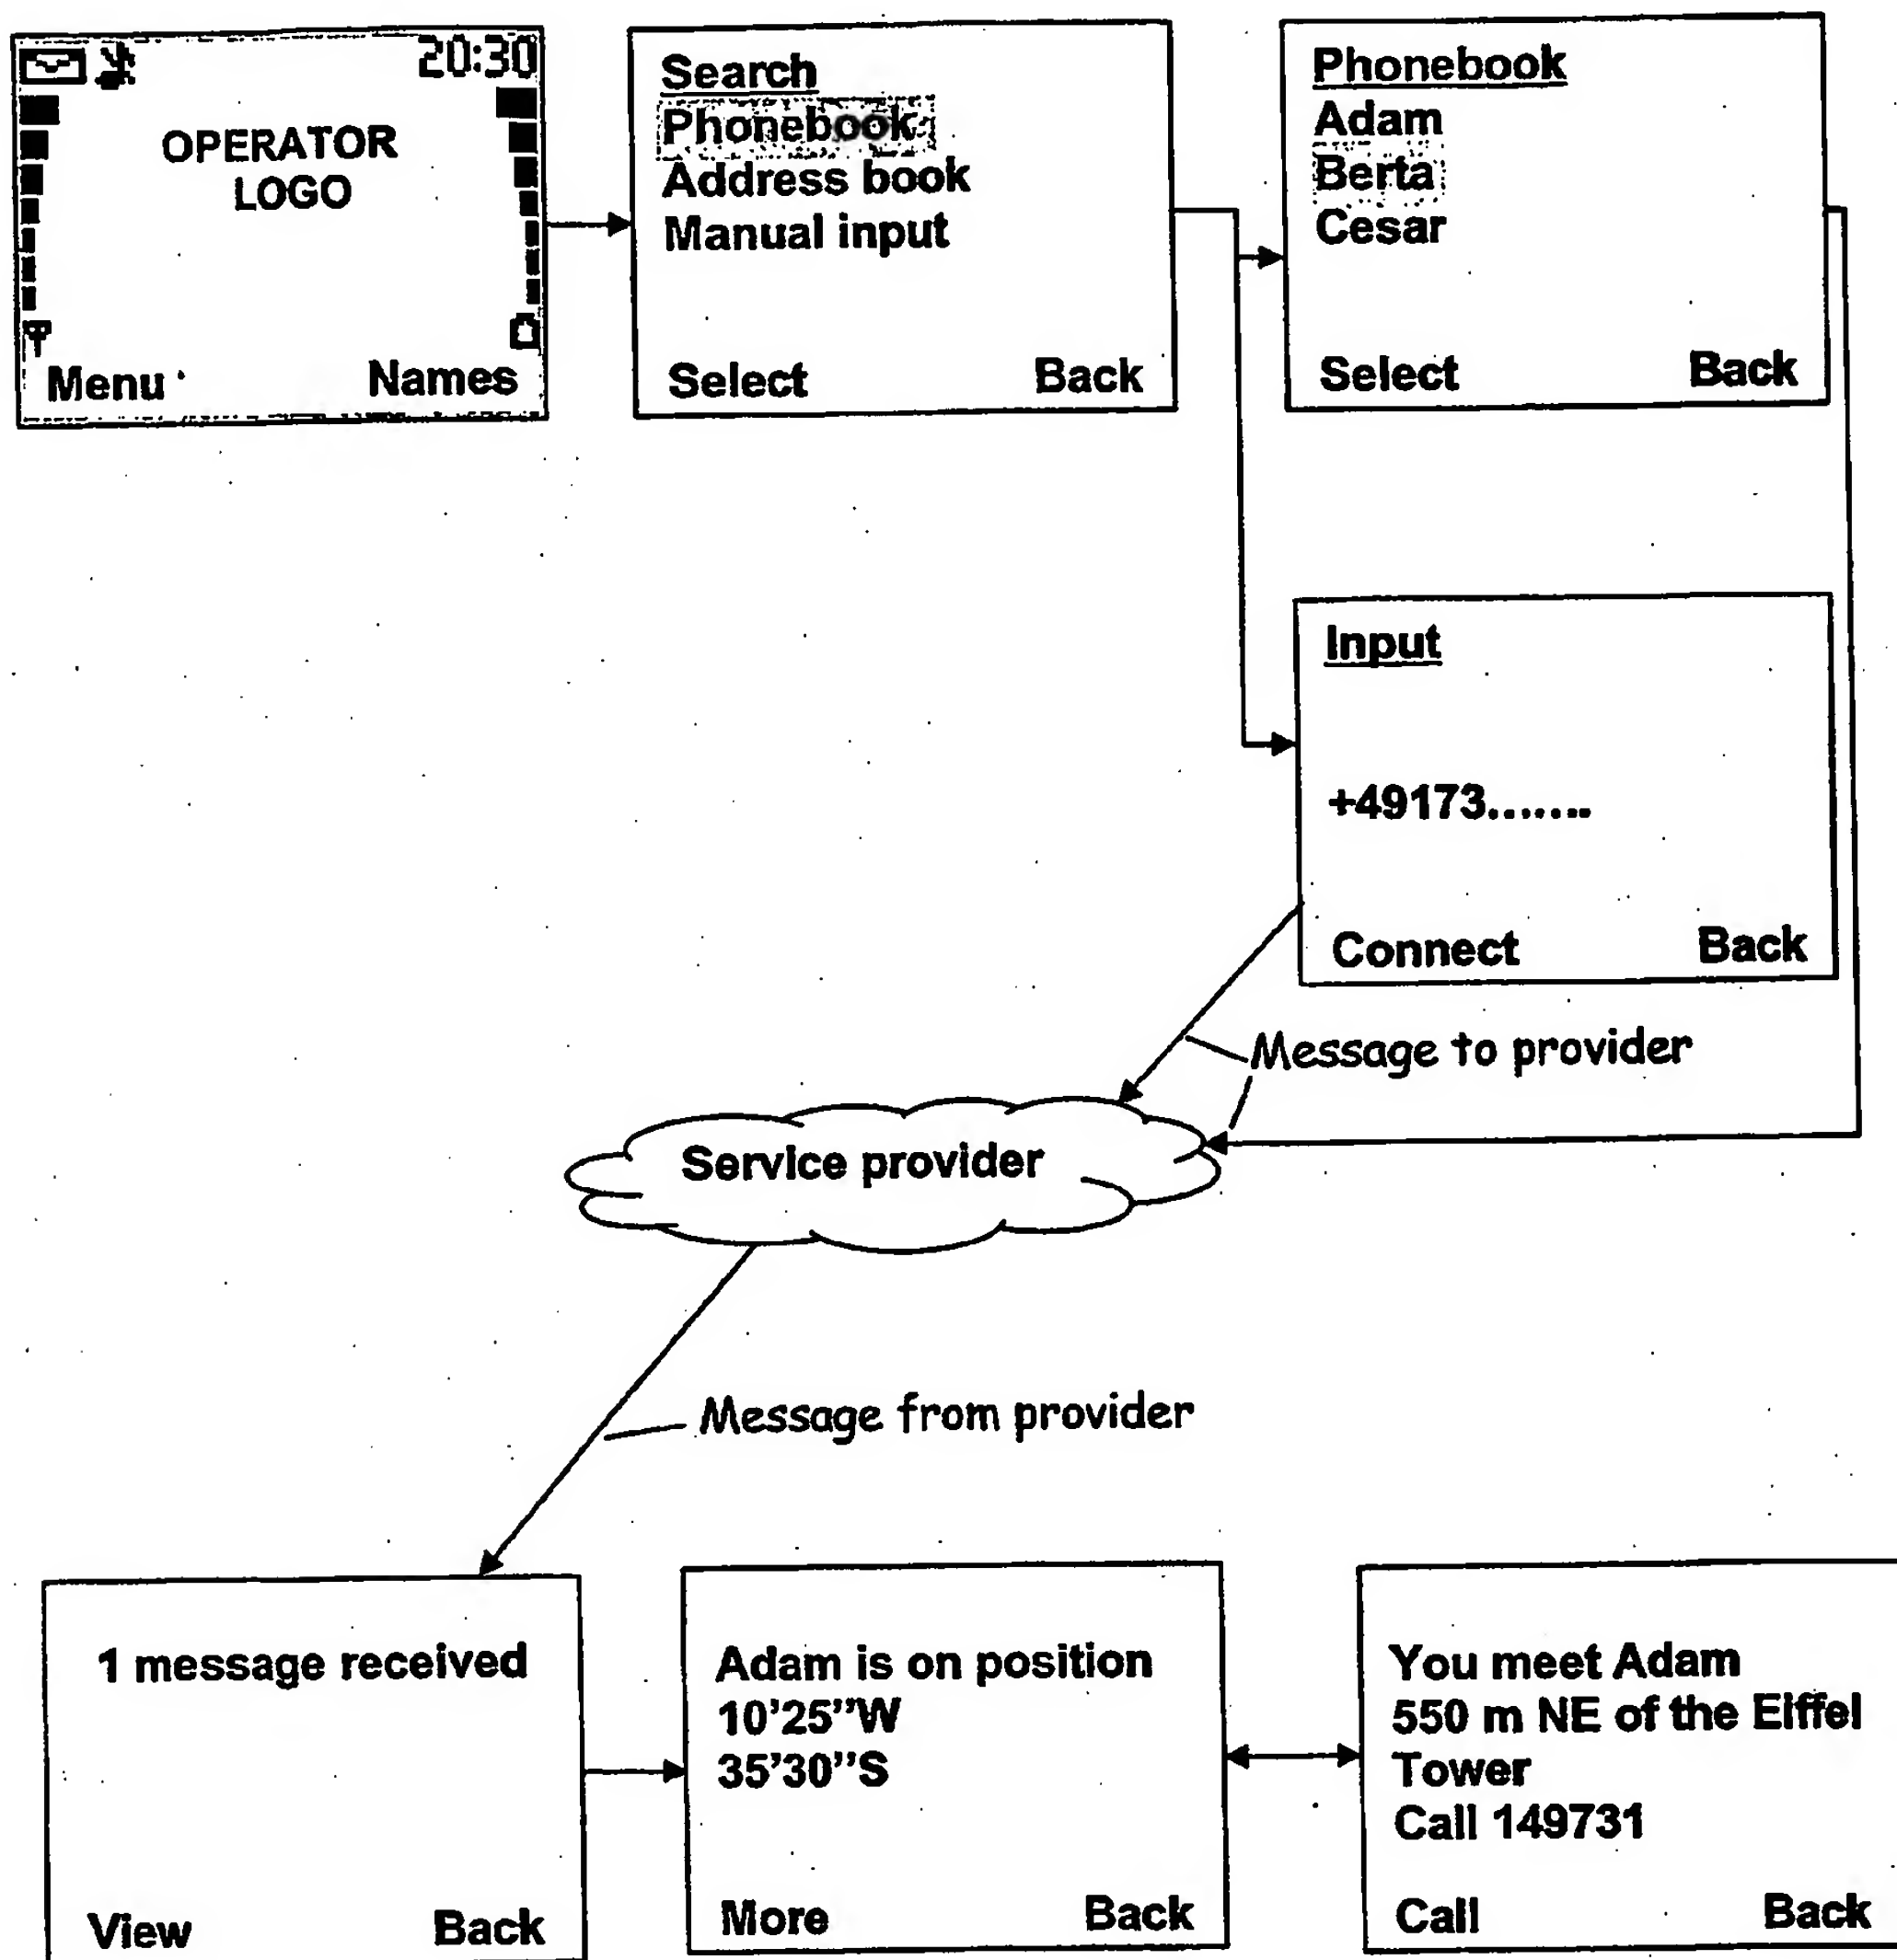 20:30
OPERATOR
LOGO
Menu Names
Search
Phonebook
Address book
Manual input
Select Back
Phonebook
Adam
Berta
Cesar
Select Back
Input
+49173.......
Connect Back
Message to provider
Service provider
Message from provider
1 message received
View Back
Adam is on position
10'25"W
35'30"S
More Back
You meet Adam
550 m NE of the Eiffel
Tower
Call 149731
Call Back